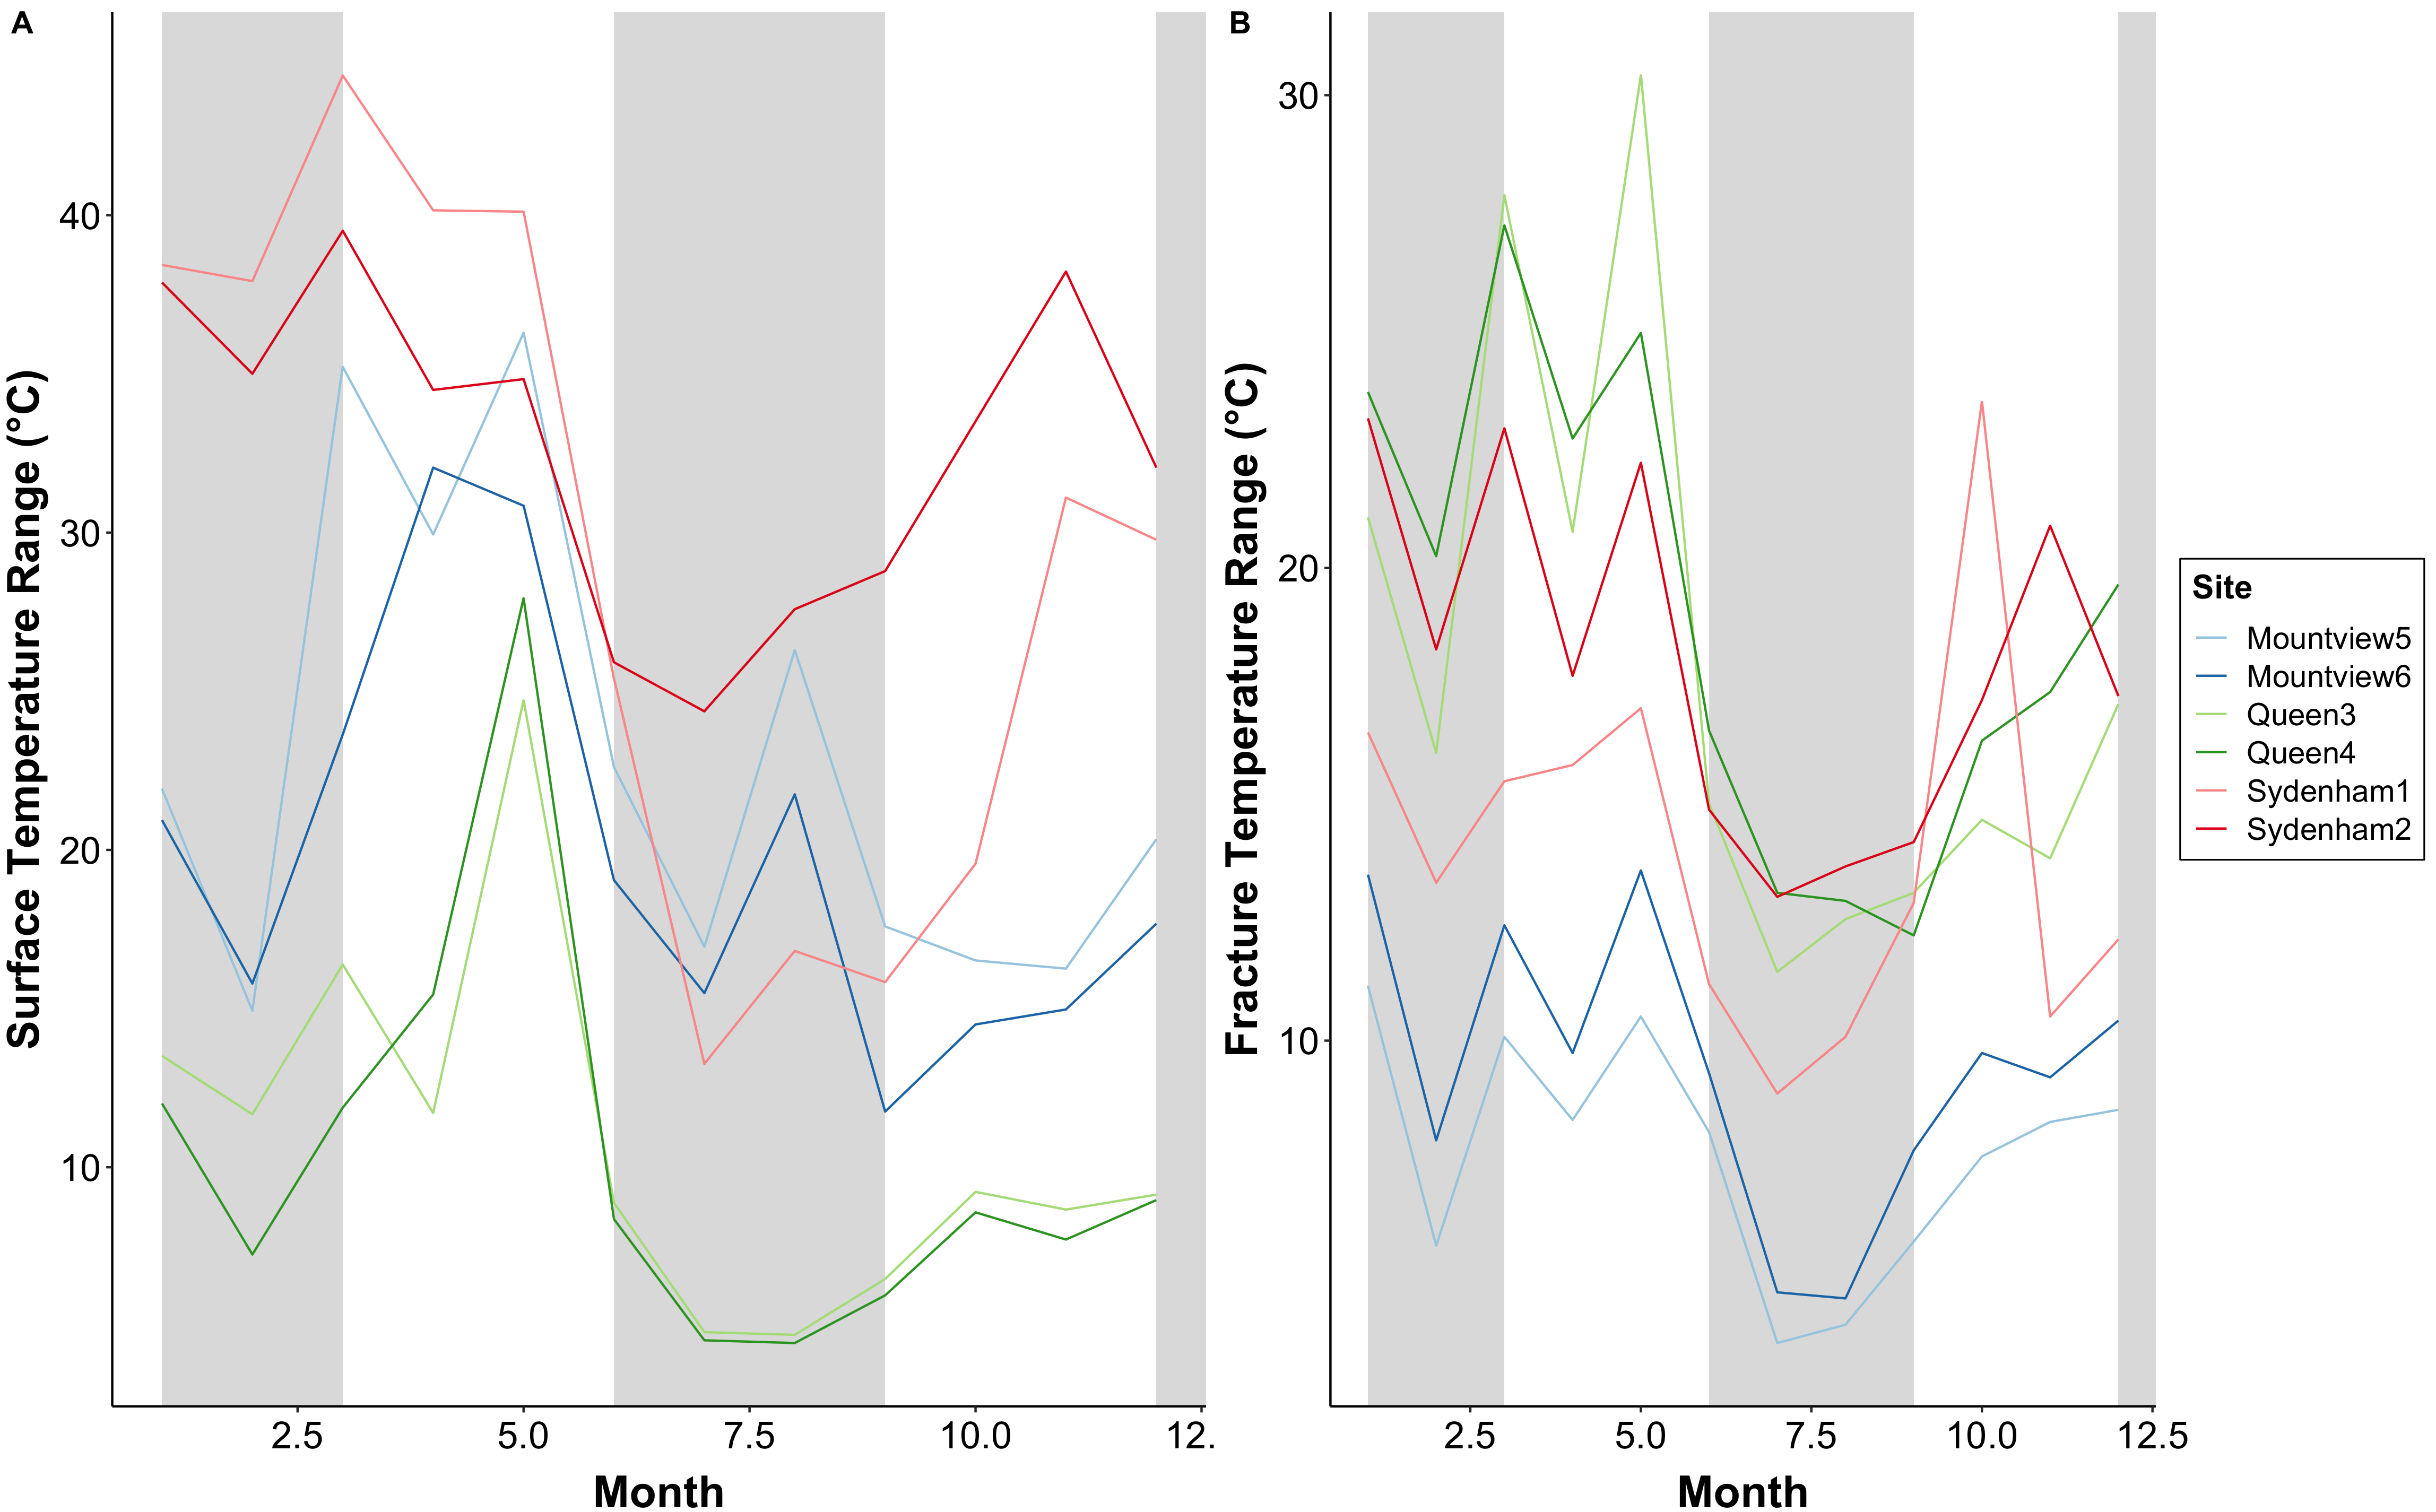 A
Surface Temperature Range (°C)
40
30
20
10
2.5 5.0 7.5 10.0 12.
Month
B
Fracture Temperature Range (°C)
30
20
10
2.5 5.0 7.5 10.0 12.5
Month
Site
Mountview5
Mountview6
Queen3
Queen4
Sydenham1
Sydenham2